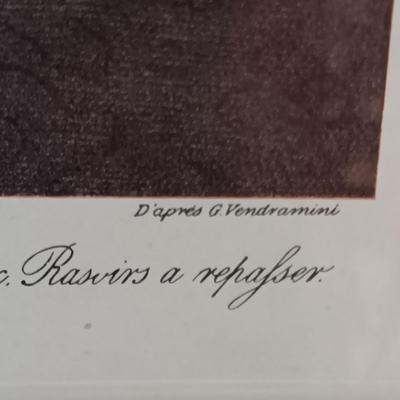 D'après G. Vendramini
c. Rasoirs a repaſser.